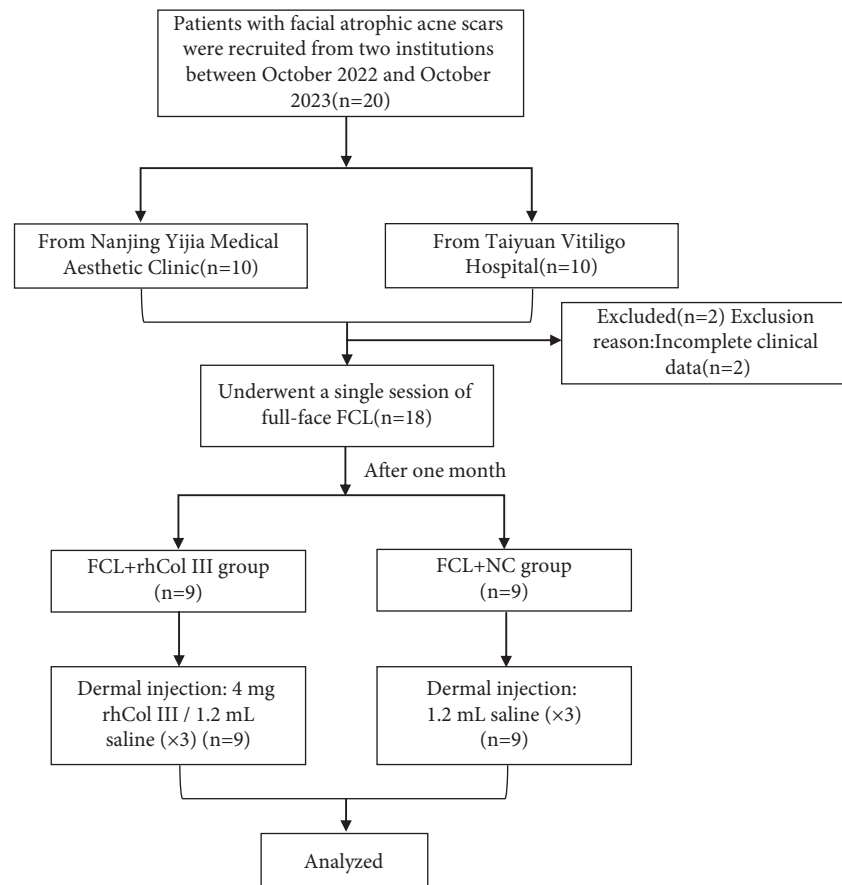 Patients with facial atrophic acne scars
were recruited from two institutions
between October 2022 and October
2023(n=20)
From Nanjing Yijia Medical
Aesthetic Clinic(n=10)
From Taiyuan Vitiligo
Hospital(n=10)
Excluded(n=2) Exclusion
reason:Incomplete clinical
data(n=2)
Underwent a single session of
full-face FCL(n=18)
After one month
FCL+rhCol III group
(n=9)
FCL+NC group
(n=9)
Dermal injection: 4 mg
rhCol III / 1.2 mL
saline (×3) (n=9)
Dermal injection:
1.2 mL saline (×3)
(n=9)
Analyzed